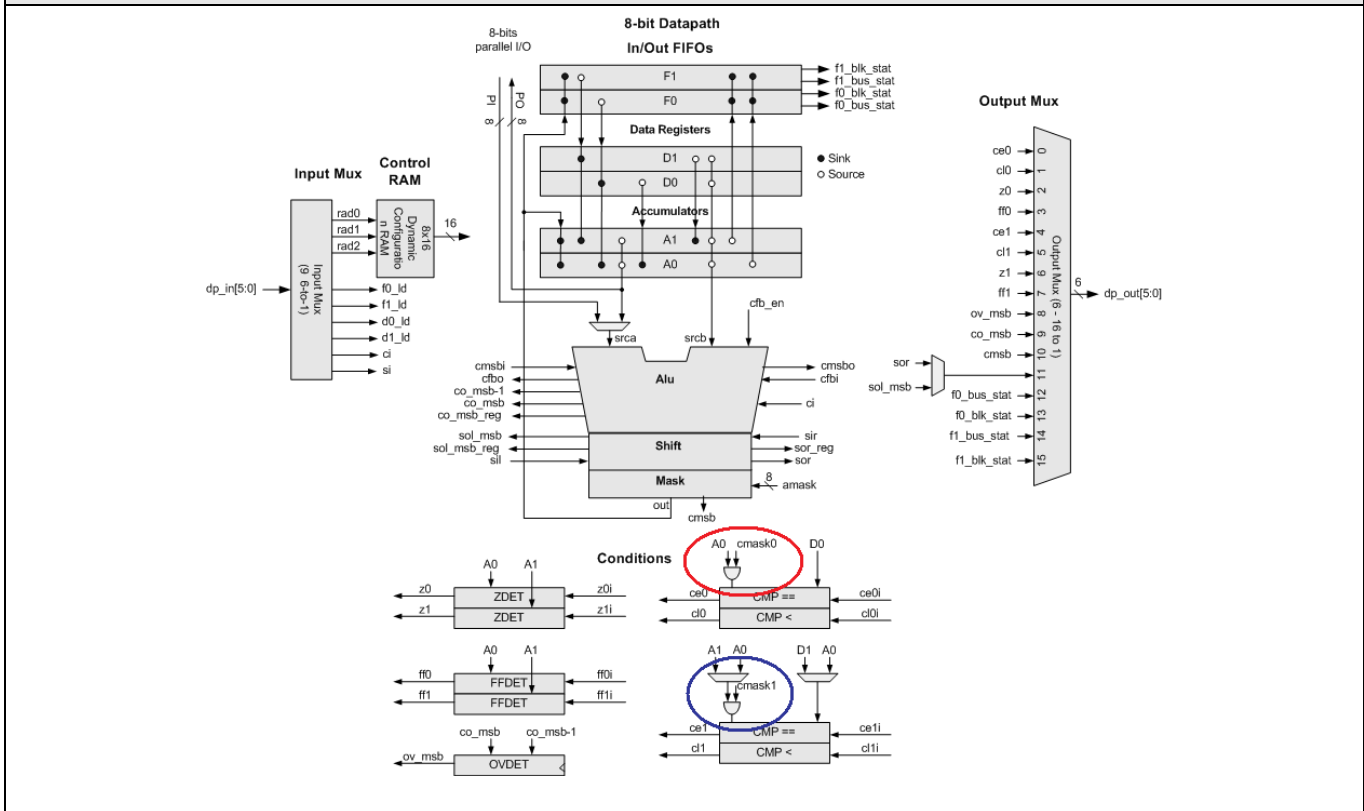 8-bit Datapath
8-bits
parallel I/O
In/Out FIFOs
F1
F0
f1_blk_stat
f1_bus_stat
f0_blk_stat
f0_bus_stat
PI
8
PO
8
Data Registers
D1
D0
Sink
Source
Accumulators
A1
A0
Input Mux
Control
RAM
Input Mux
(9 6-to-1)
rad0
rad1
rad2
8x16
Dynamic
Configuratio
n RAM
16
dp_in[5:0]
f0_ld
f1_ld
d0_ld
d1_ld
ci
si
Output Mux
ce0
0
cl0
1
z0
2
ff0
3
ce1
4
cl1
5
z1
6
ff1
7
ov_msb
8
co_msb
9
cmsb
10
sor
sol_msb
11
f0_bus_stat
12
f0_blk_stat
13
f1_bus_stat
14
f1_blk_stat
15
Output Mux (6 - 16 to 1)
6
dp_out[5:0]
cfb_en
srca
srcb
Alu
cmsbi
cfbo
co_msb-1
co_msb
co_msb_reg
cmsbo
cfbi
ci
Shift
sol_msb
sol_msb_reg
sil
sir
sor_reg
sor
Mask
8
amask
out
cmsb
Conditions
A0
A1
z0
ZDET
z0i
z1
ZDET
z1i
A0
A1
ff0
FFDET
ff0i
ff1
FFDET
ff1i
co_msb
co_msb-1
ov_msb
OVDET
A0
cmask0
D0
ce0
CMP ==
ce0i
cl0
CMP <
cl0i
A1
A0
D1
A0
cmask1
ce1
CMP ==
ce1i
cl1
CMP <
cl1i